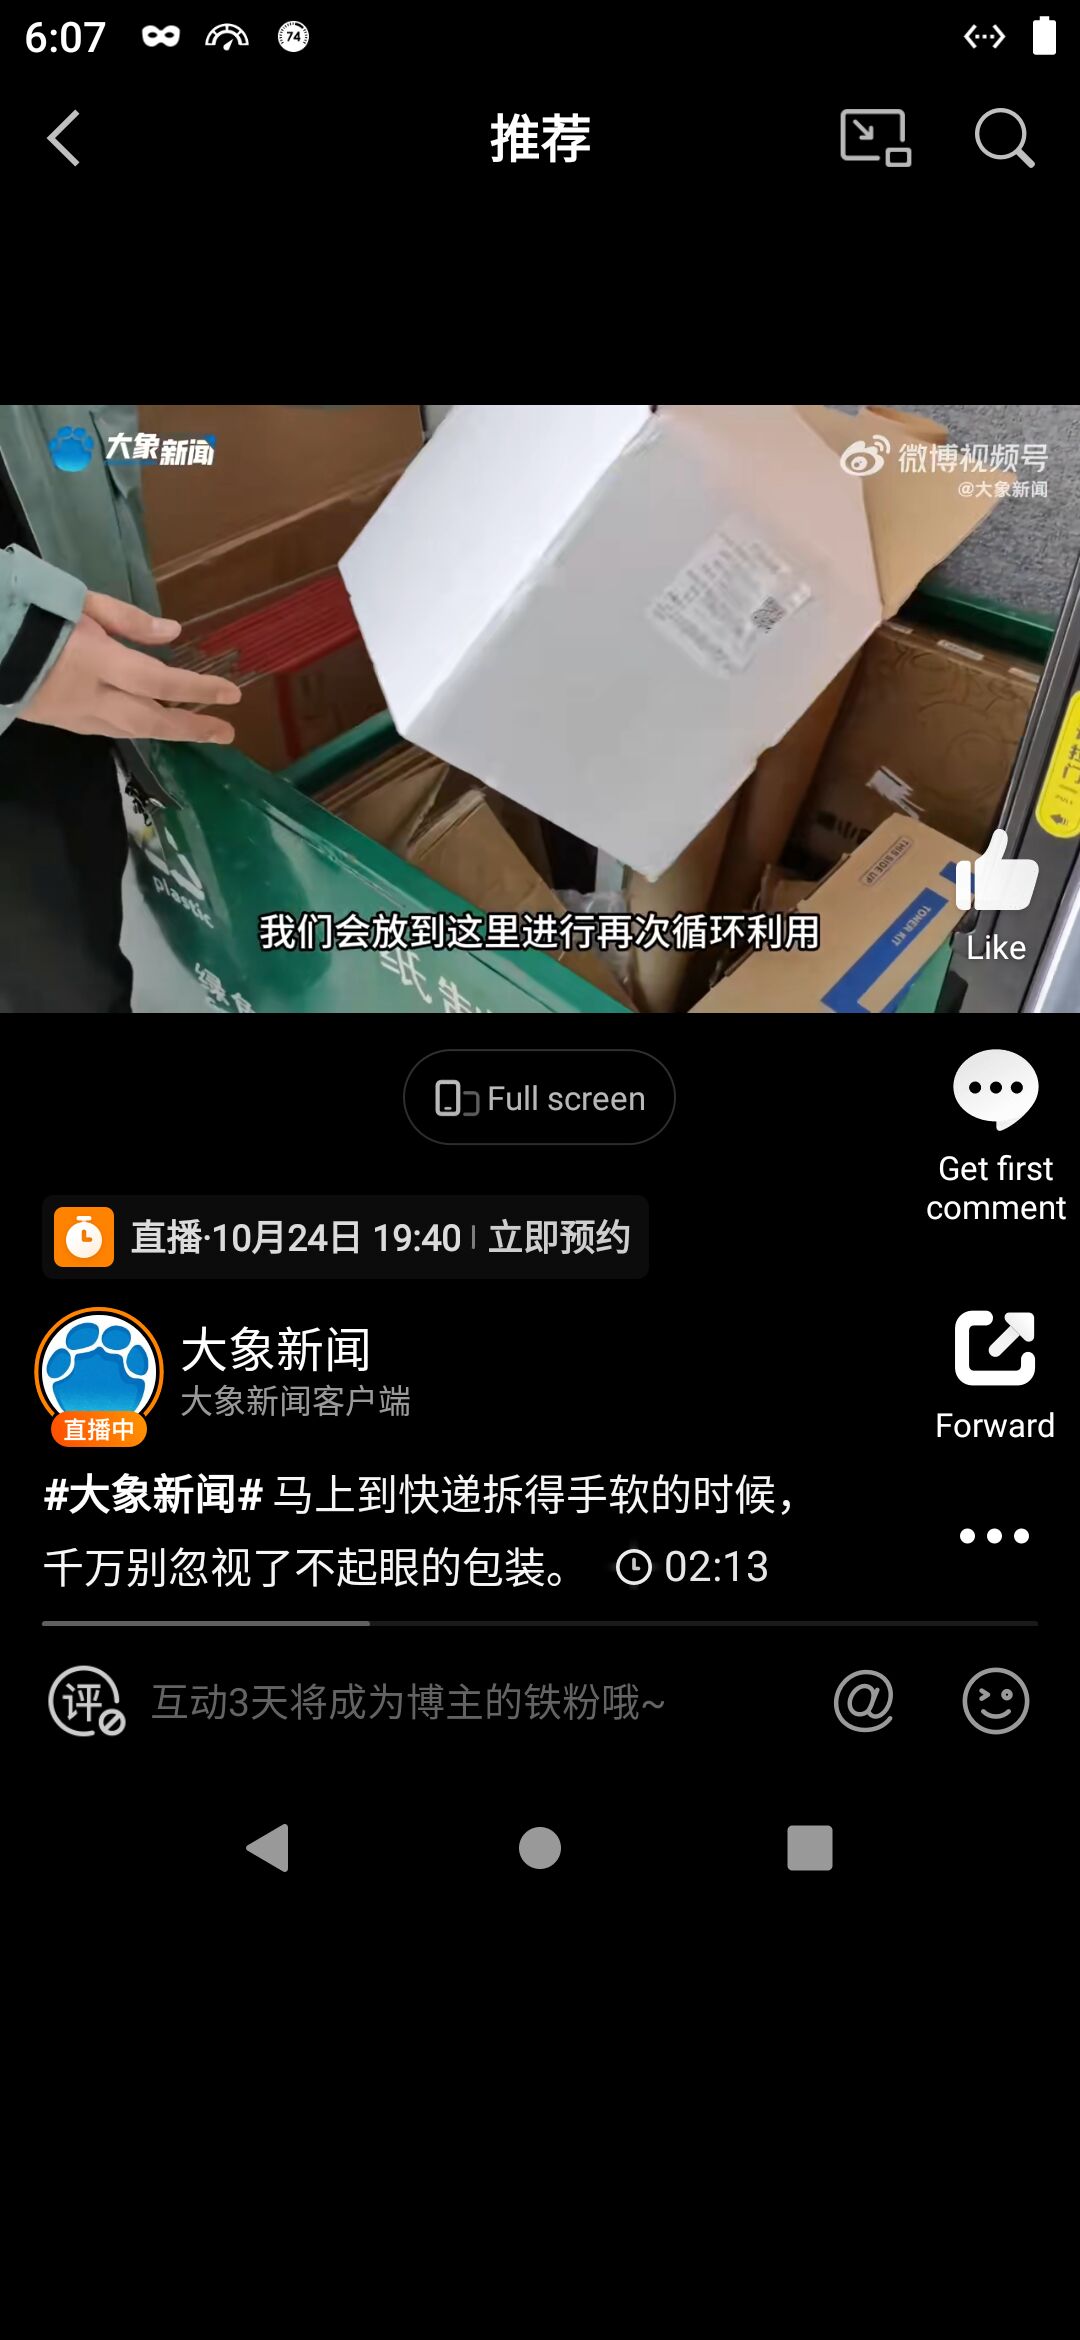 6:07
74
推荐
大象新闻
微博视频号
@大象新闻
plastic
THIS SIDE UP
TONER KIT
我们会放到这里进行再次循环利用
Like
Full screen
Get first
comment
直播·10月24日 19:40 | 立即预约
大象新闻
大象新闻客户端
直播中
Forward
#大象新闻# 马上到快递拆得手软的时候，
千万别忽视了不起眼的包装。 02:13
评 互动3天将成为博主的铁粉哦~